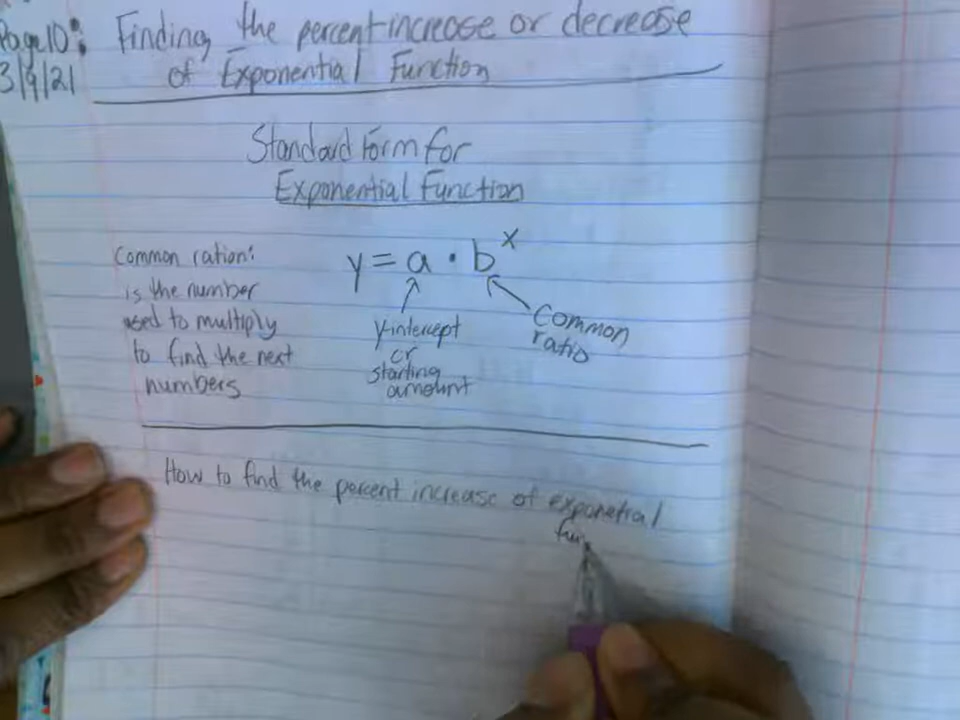 Page 10: Finding the percent increase or decrease
3/9/21 of Exponential Function
Standard Form for
Exponential Function
Common ration:
is the number
used to multiply
to find the next
numbers
y = a · b^x
y-intercept
or
starting
amount
Common
ratio
How to find the percent increase of exponetial
fun